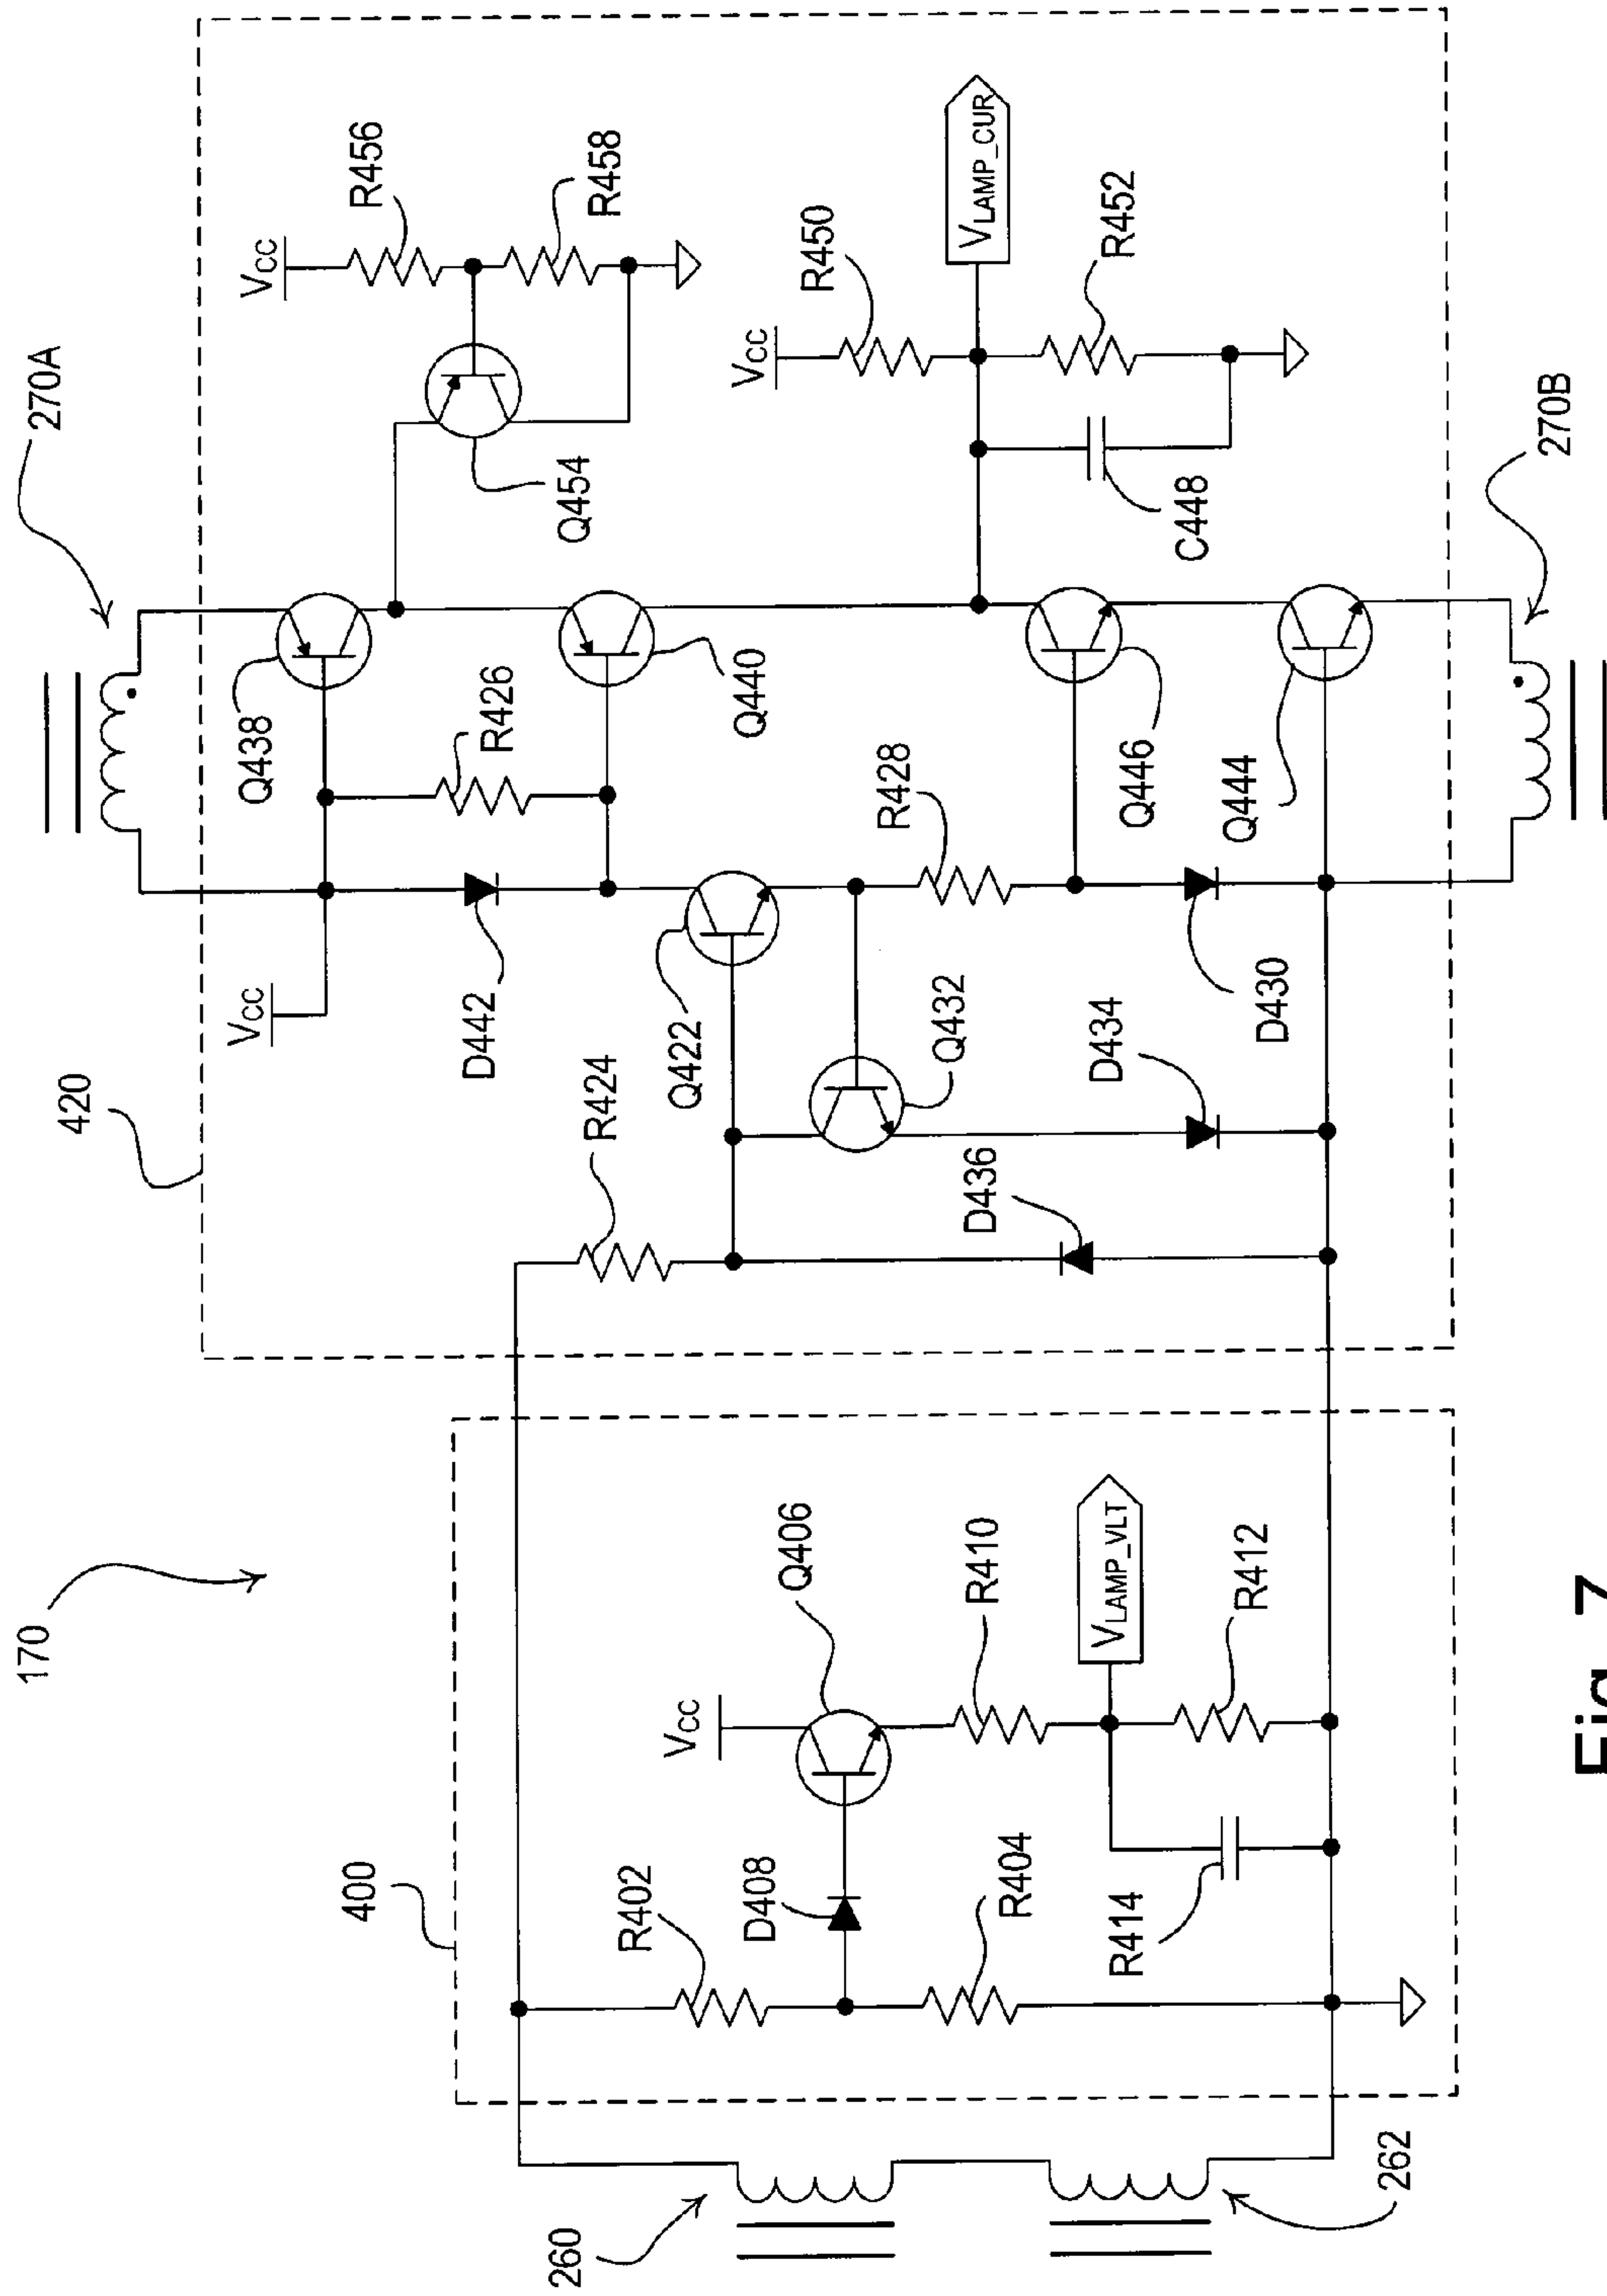 170
420
270A
VCC
R456
R458
Q454
Q438
R426
Q440
VCC
D442
VCC
R450
VLAMP_CUR
R452
C448
R424
Q422
Q432
R428
Q446
Q444
D436
D434
D430
270B
400
R402
D408
R404
VCC
Q406
R410
VLAMP_VLT
R412
R414
260
262
Fig. 7